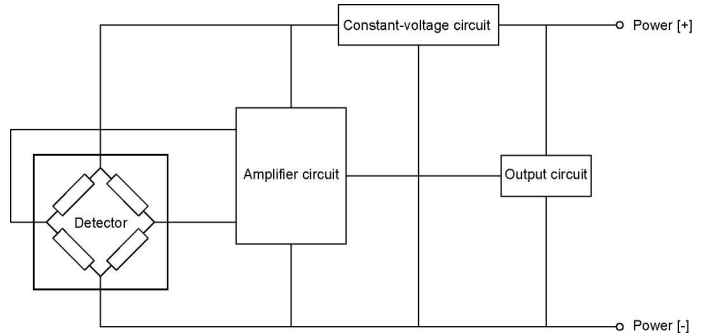 Constant-voltage circuit
Power [+]
Amplifier circuit
Output circuit
Detector
Power [-]